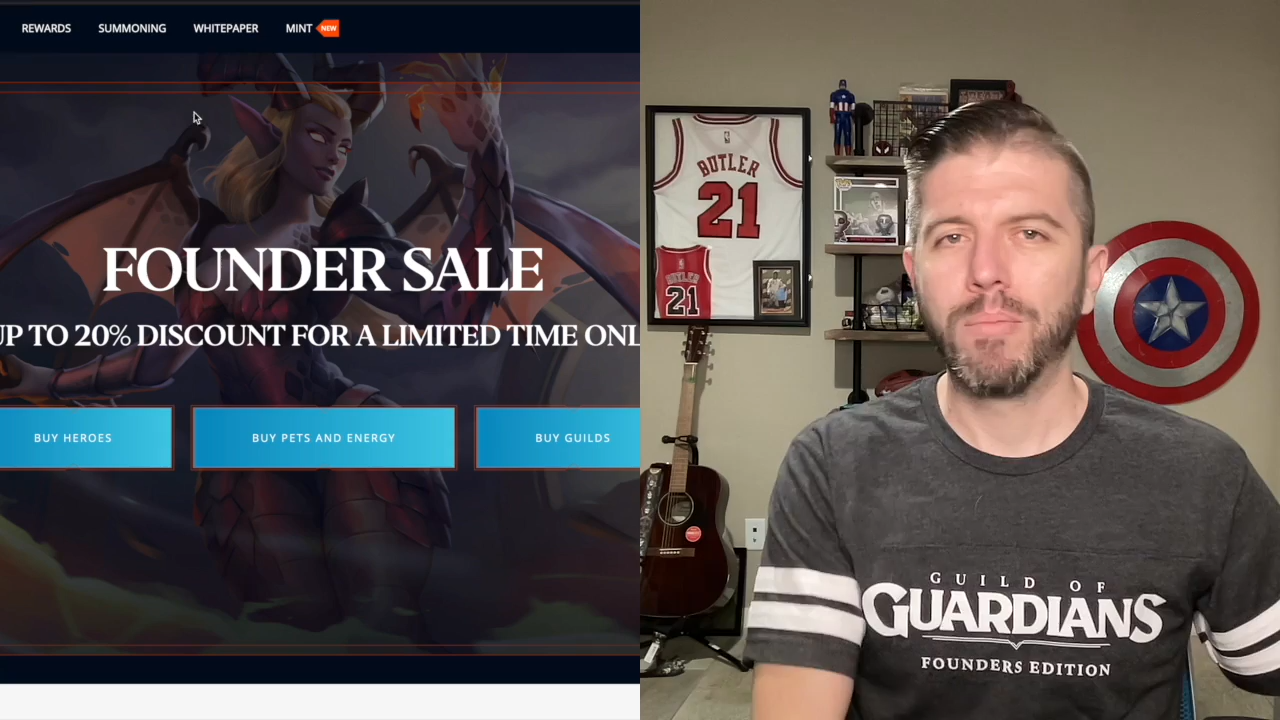 REWARDS SUMMONING WHITEPAPER MINT NEW
FOUNDER SALE
UP TO 20% DISCOUNT FOR A LIMITED TIME ONL
BUY HEROES
BUY PETS AND ENERGY
BUY GUILDS
BUTLER
21
BUTLER
21
GUILD OF
GUARDIANS
FOUNDERS EDITION